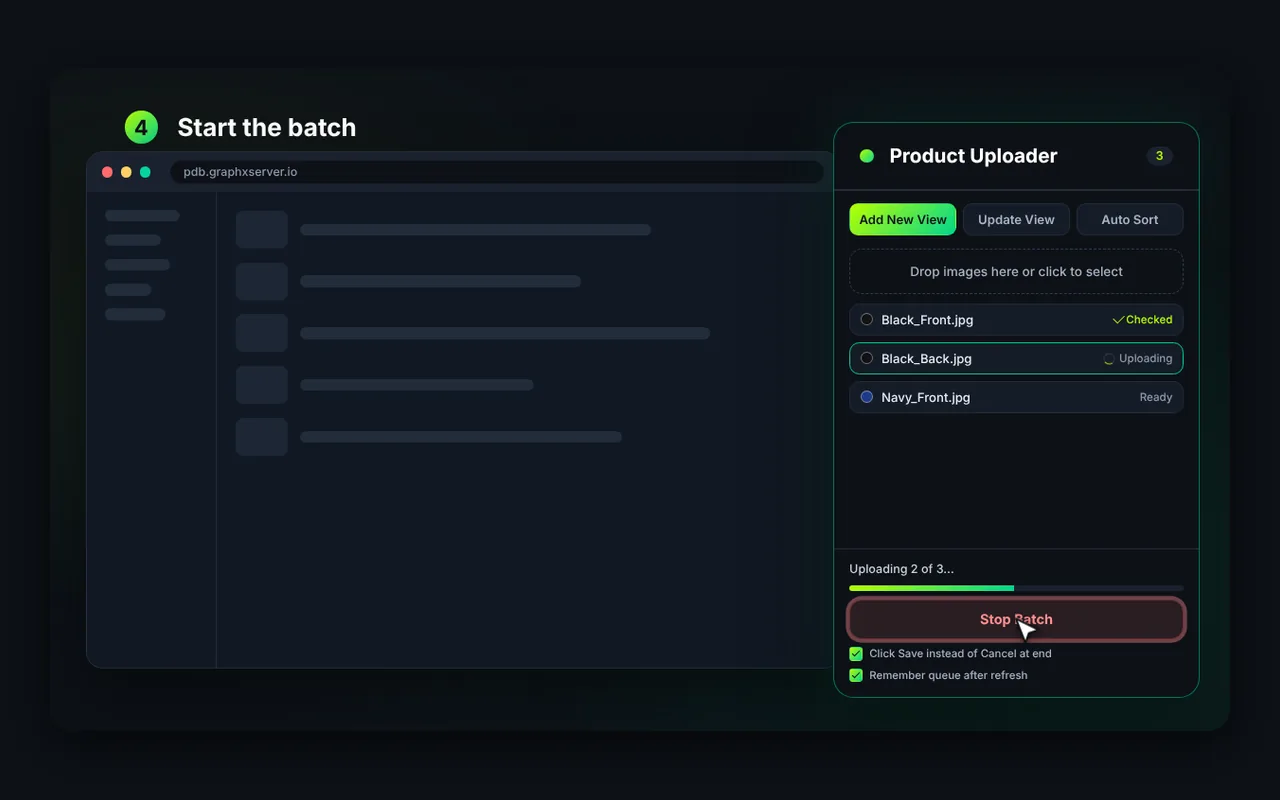 4 Start the batch
pdb.graphxserver.io
Product Uploader 3
Add New View Update View Auto Sort
Drop images here or click to select
Black_Front.jpg Checked
Black_Back.jpg Uploading
Navy_Front.jpg Ready
Uploading 2 of 3...
Stop Batch
Click Save instead of Cancel at end
Remember queue after refresh